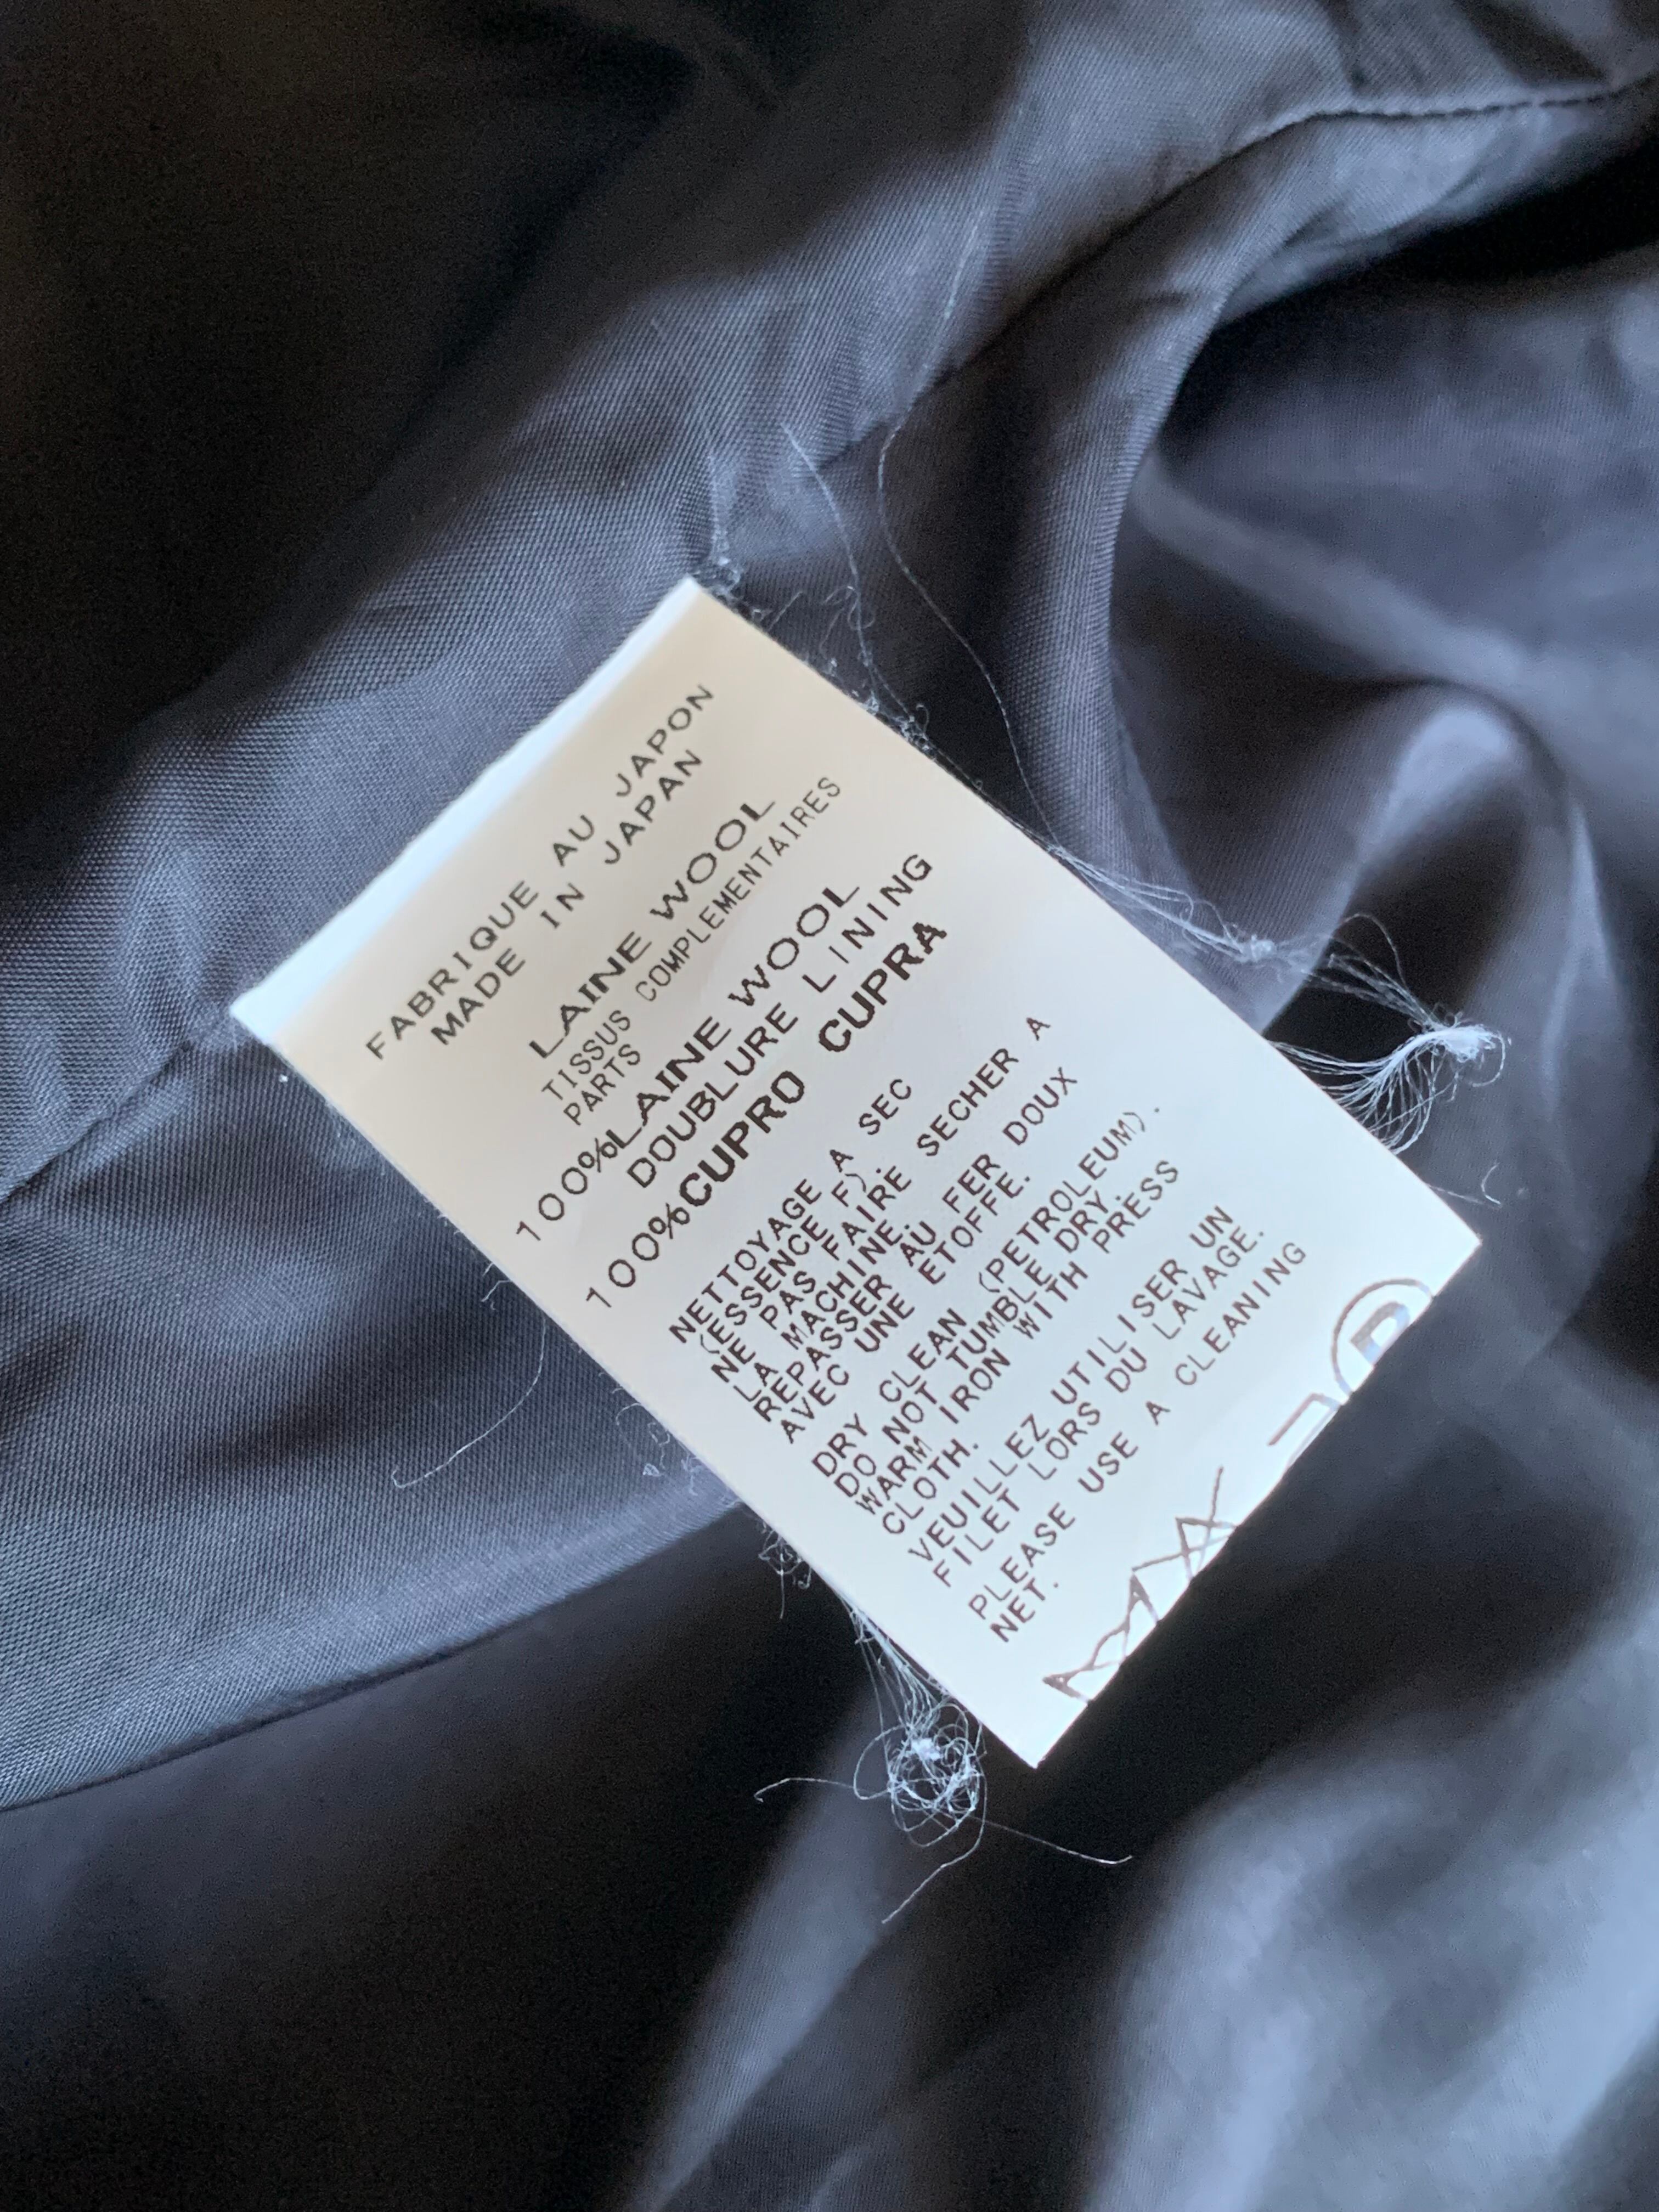 FABRIQUE AU JAPON
MADE IN JAPAN
LAINE WOOL
TISSUS COMPLEMENTAIRES
PARTS
100%LAINE WOOL
DOUBLURE LINING
100%CUPRO CUPRA
NETTOYAGE A SEC
(ESSENCE F).
NE PAS FAIRE SECHER A
LA MACHINE.
REPASSER AU FER DOUX
AVEC UNE ETOFFE.
DRY CLEAN (PETROLEUM).
DO NOT TUMBLE DRY.
WARM IRON WITH PRESS
CLOTH.
VEUILLEZ UTILISER UN
FILET LORS DU LAVAGE.
PLEASE USE A CLEANING
NET.